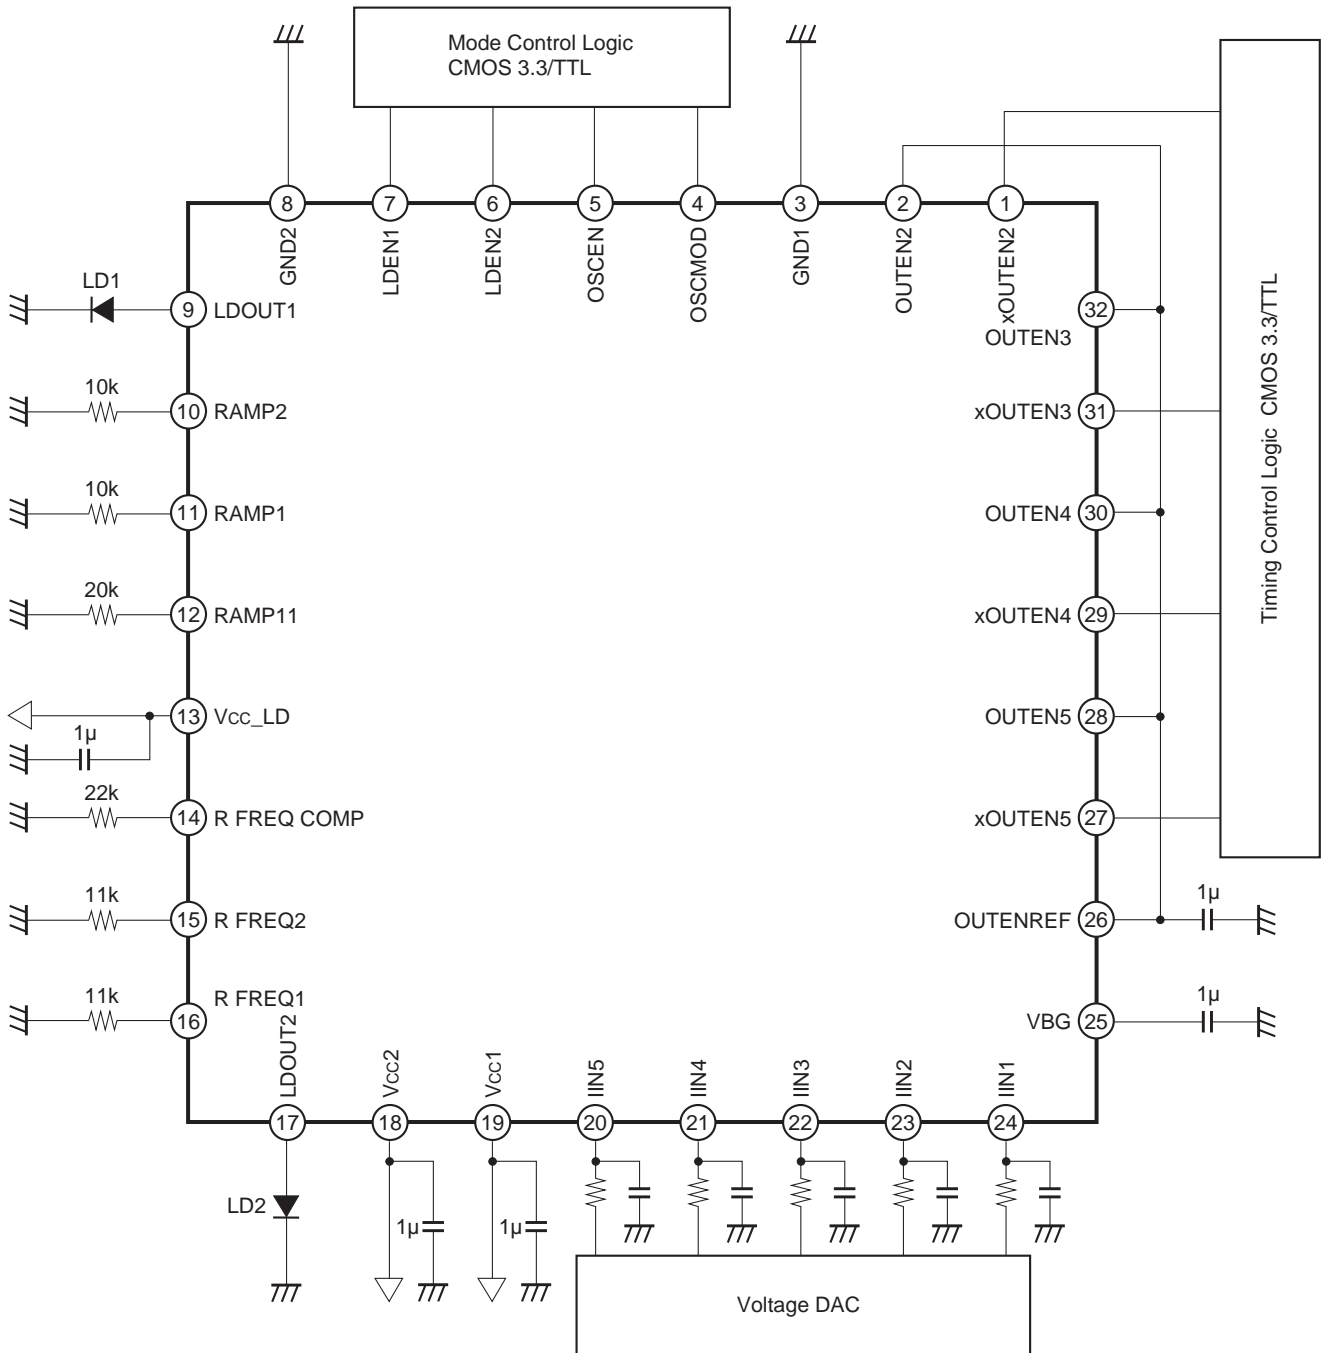 Mode Control Logic
CMOS 3.3/TTL
8
7
6
5
4
3
2
1
GND2
LDEN1
LDEN2
OSCEN
OSCMOD
GND1
OUTEN2
xOUTEN2
LD1
9 LDOUT1
32
OUTEN3
10k
10 RAMP2
xOUTEN3 31
10k
11 RAMP1
OUTEN4 30
20k
12 RAMP11
xOUTEN4 29
13 VCC_LD
1µ
OUTEN5 28
22k
14 R FREQ COMP
xOUTEN5 27
11k
15 R FREQ2
OUTENREF 26
1µ
11k
16 R FREQ1
VBG 25
1µ
Timing Control Logic CMOS 3.3/TTL
LDOUT2
VCC2
VCC1
IIN5
IIN4
IIN3
IIN2
IIN1
17
18
19
20
21
22
23
24
LD2
1µ
1µ
Voltage DAC